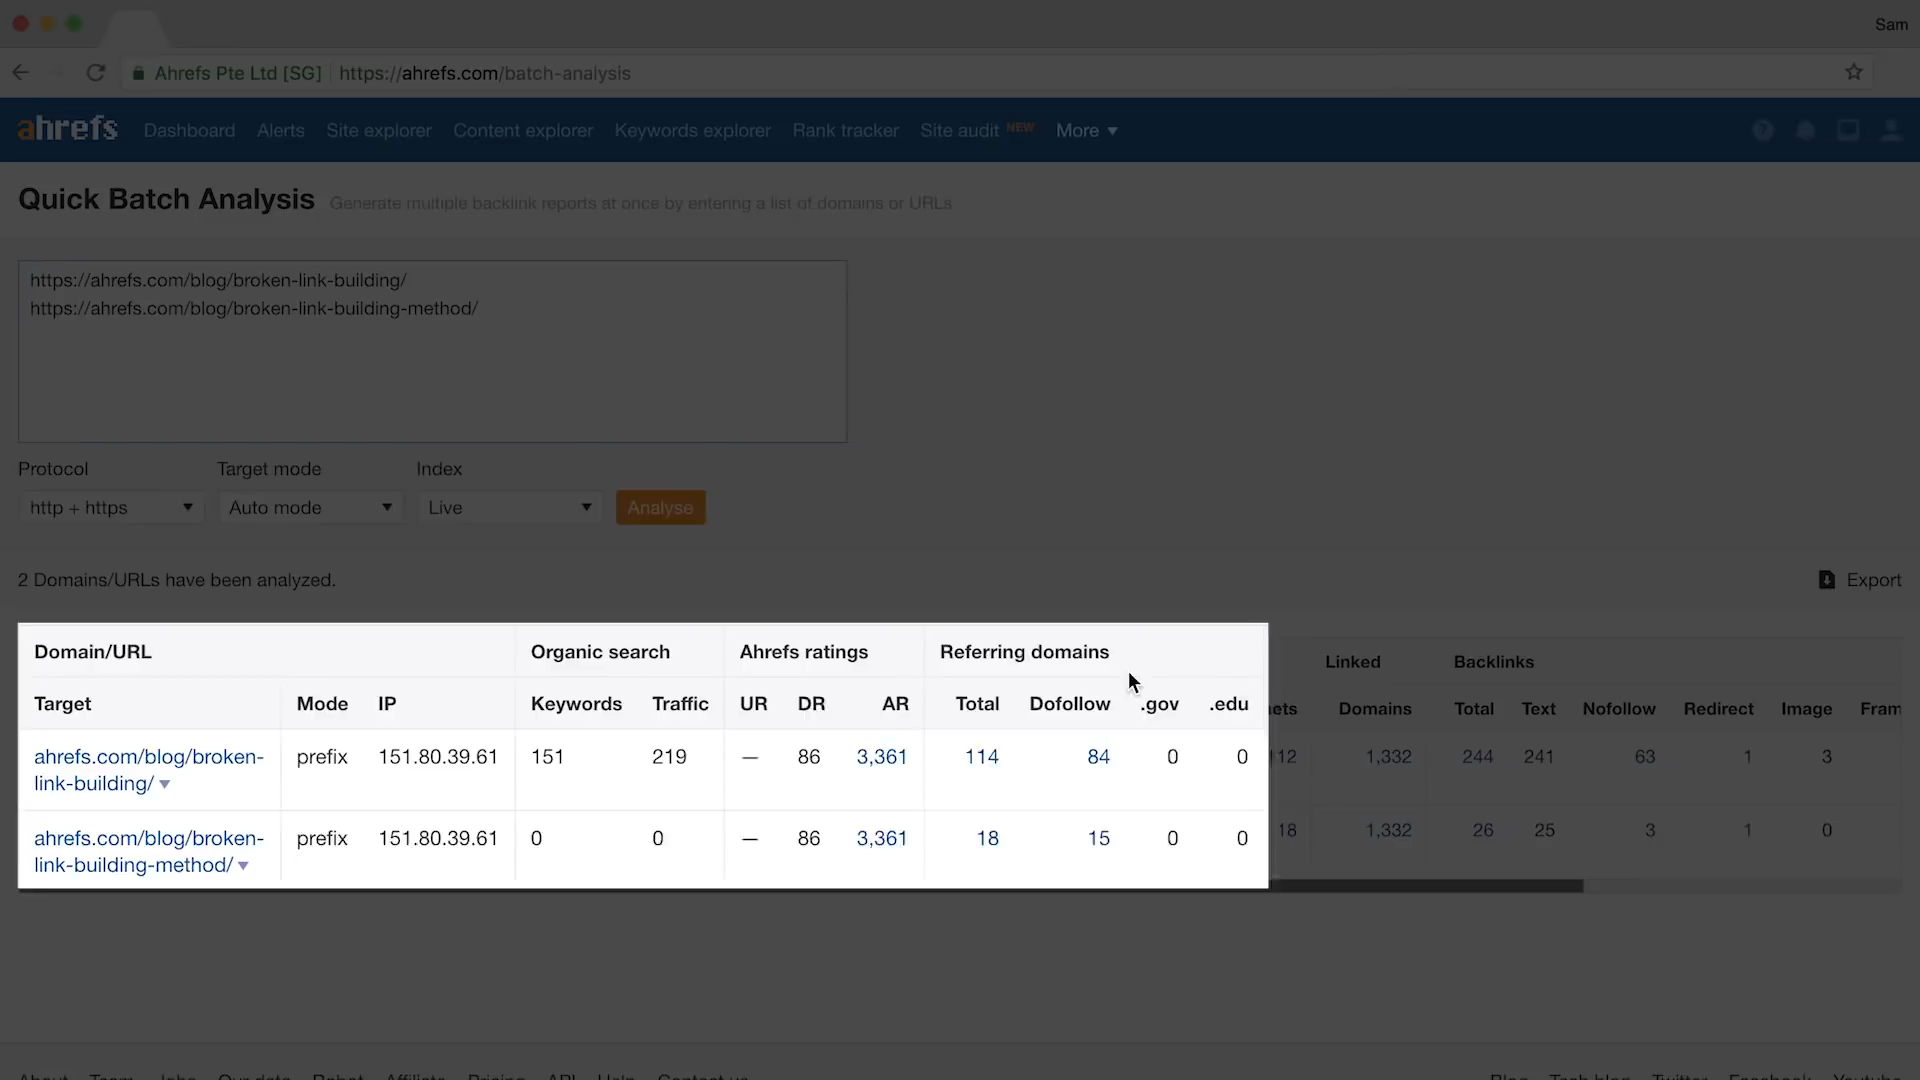 Sam
Ahrefs Pte Ltd [SG] https://ahrefs.com/batch-analysis
ahrefs Dashboard Alerts Site explorer Content explorer Keywords explorer Rank tracker Site audit NEW More
Quick Batch Analysis Generate multiple backlink reports at once by entering a list of domains or URLs
https://ahrefs.com/blog/broken-link-building/
https://ahrefs.com/blog/broken-link-building-method/
Protocol Target mode Index
http + https Auto mode Live Analyse
2 Domains/URLs have been analyzed. Export
Domain/URL Organic search Ahrefs ratings Referring domains Linked Backlinks
Target Mode IP Keywords Traffic UR DR AR Total Dofollow .gov .edu Domains Total Text Nofollow Redirect Image
ahrefs.com/blog/broken- prefix 151.80.39.61 151 219 — 86 3,361 114 84 0 0 112 1,332 244 241 63 1 3
link-building/
ahrefs.com/blog/broken- prefix 151.80.39.61 0 0 — 86 3,361 18 15 0 0 18 1,332 26 25 3 1 0
link-building-method/